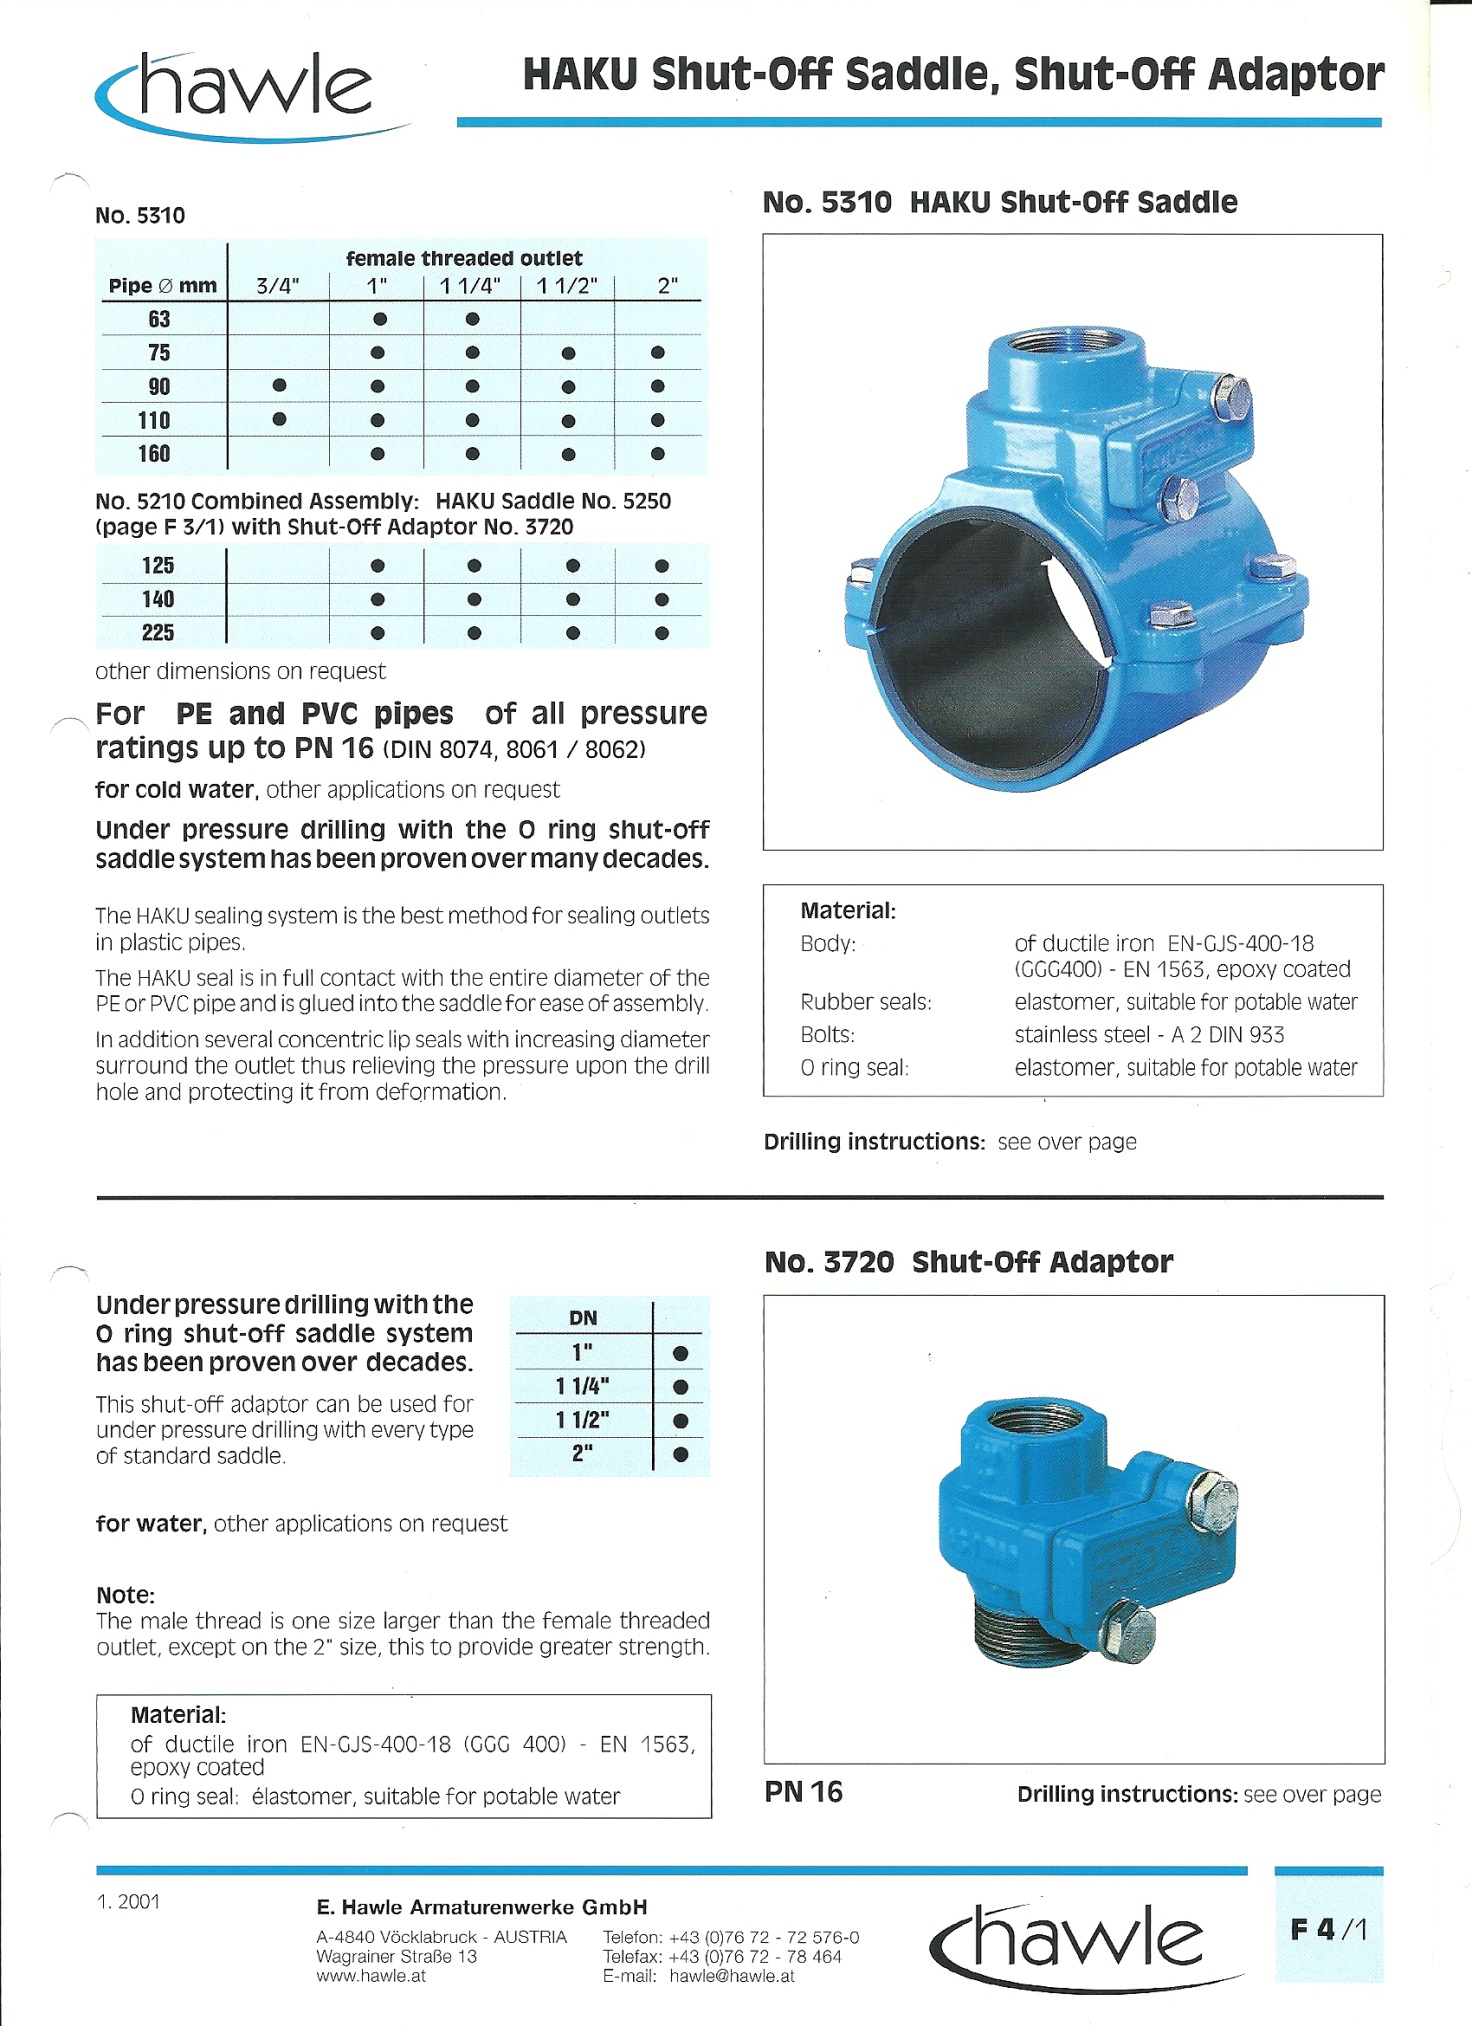 hawle
HAKU Shut-Off Saddle, Shut-Off Adaptor
No. 5310
female threaded outlet
Pipe Ø mm 3/4" 1" 1 1/4" 1 1/2" 2"
63 ● ●
75 ● ● ● ●
90 ● ● ● ● ●
110 ● ● ● ● ●
160 ● ● ● ●
No. 5210 Combined Assembly: HAKU Saddle No. 5250
(page F 3/1) with Shut-Off Adaptor No. 3720
125 ● ● ● ●
140 ● ● ● ●
225 ● ● ● ●
other dimensions on request
For PE and PVC pipes of all pressure
ratings up to PN 16 (DIN 8074, 8061 / 8062)
for cold water, other applications on request
Under pressure drilling with the O ring shut-off
saddle system has been proven over many decades.
The HAKU sealing system is the best method for sealing outlets
in plastic pipes.
The HAKU seal is in full contact with the entire diameter of the
PE or PVC pipe and is glued into the saddle for ease of assembly.
In addition several concentric lip seals with increasing diameter
surround the outlet thus relieving the pressure upon the drill
hole and protecting it from deformation.
No. 5310 HAKU Shut-Off Saddle
Material:
Body: of ductile iron EN-GJS-400-18
(GGG400) - EN 1563, epoxy coated
Rubber seals: elastomer, suitable for potable water
Bolts: stainless steel - A 2 DIN 933
O ring seal: elastomer, suitable for potable water
Drilling instructions: see over page
Under pressure drilling with the
O ring shut-off saddle system
has been proven over decades.
This shut-off adaptor can be used for
under pressure drilling with every type
of standard saddle.
DN
1" ●
1 1/4" ●
1 1/2" ●
2" ●
for water, other applications on request
Note:
The male thread is one size larger than the female threaded
outlet, except on the 2" size, this to provide greater strength.
Material:
of ductile iron EN-GJS-400-18 (GGG 400) - EN 1563,
epoxy coated
O ring seal: élastomer, suitable for potable water
No. 3720 Shut-Off Adaptor
PN 16
Drilling instructions: see over page
1. 2001
E. Hawle Armaturenwerke GmbH
A-4840 Vöcklabruck - AUSTRIA Telefon: +43 (0)76 72 - 72 576-0
Wagrainer Straße 13 Telefax: +43 (0)76 72 - 78 464
www.hawle.at E-mail: hawle@hawle.at
hawle
F 4/1